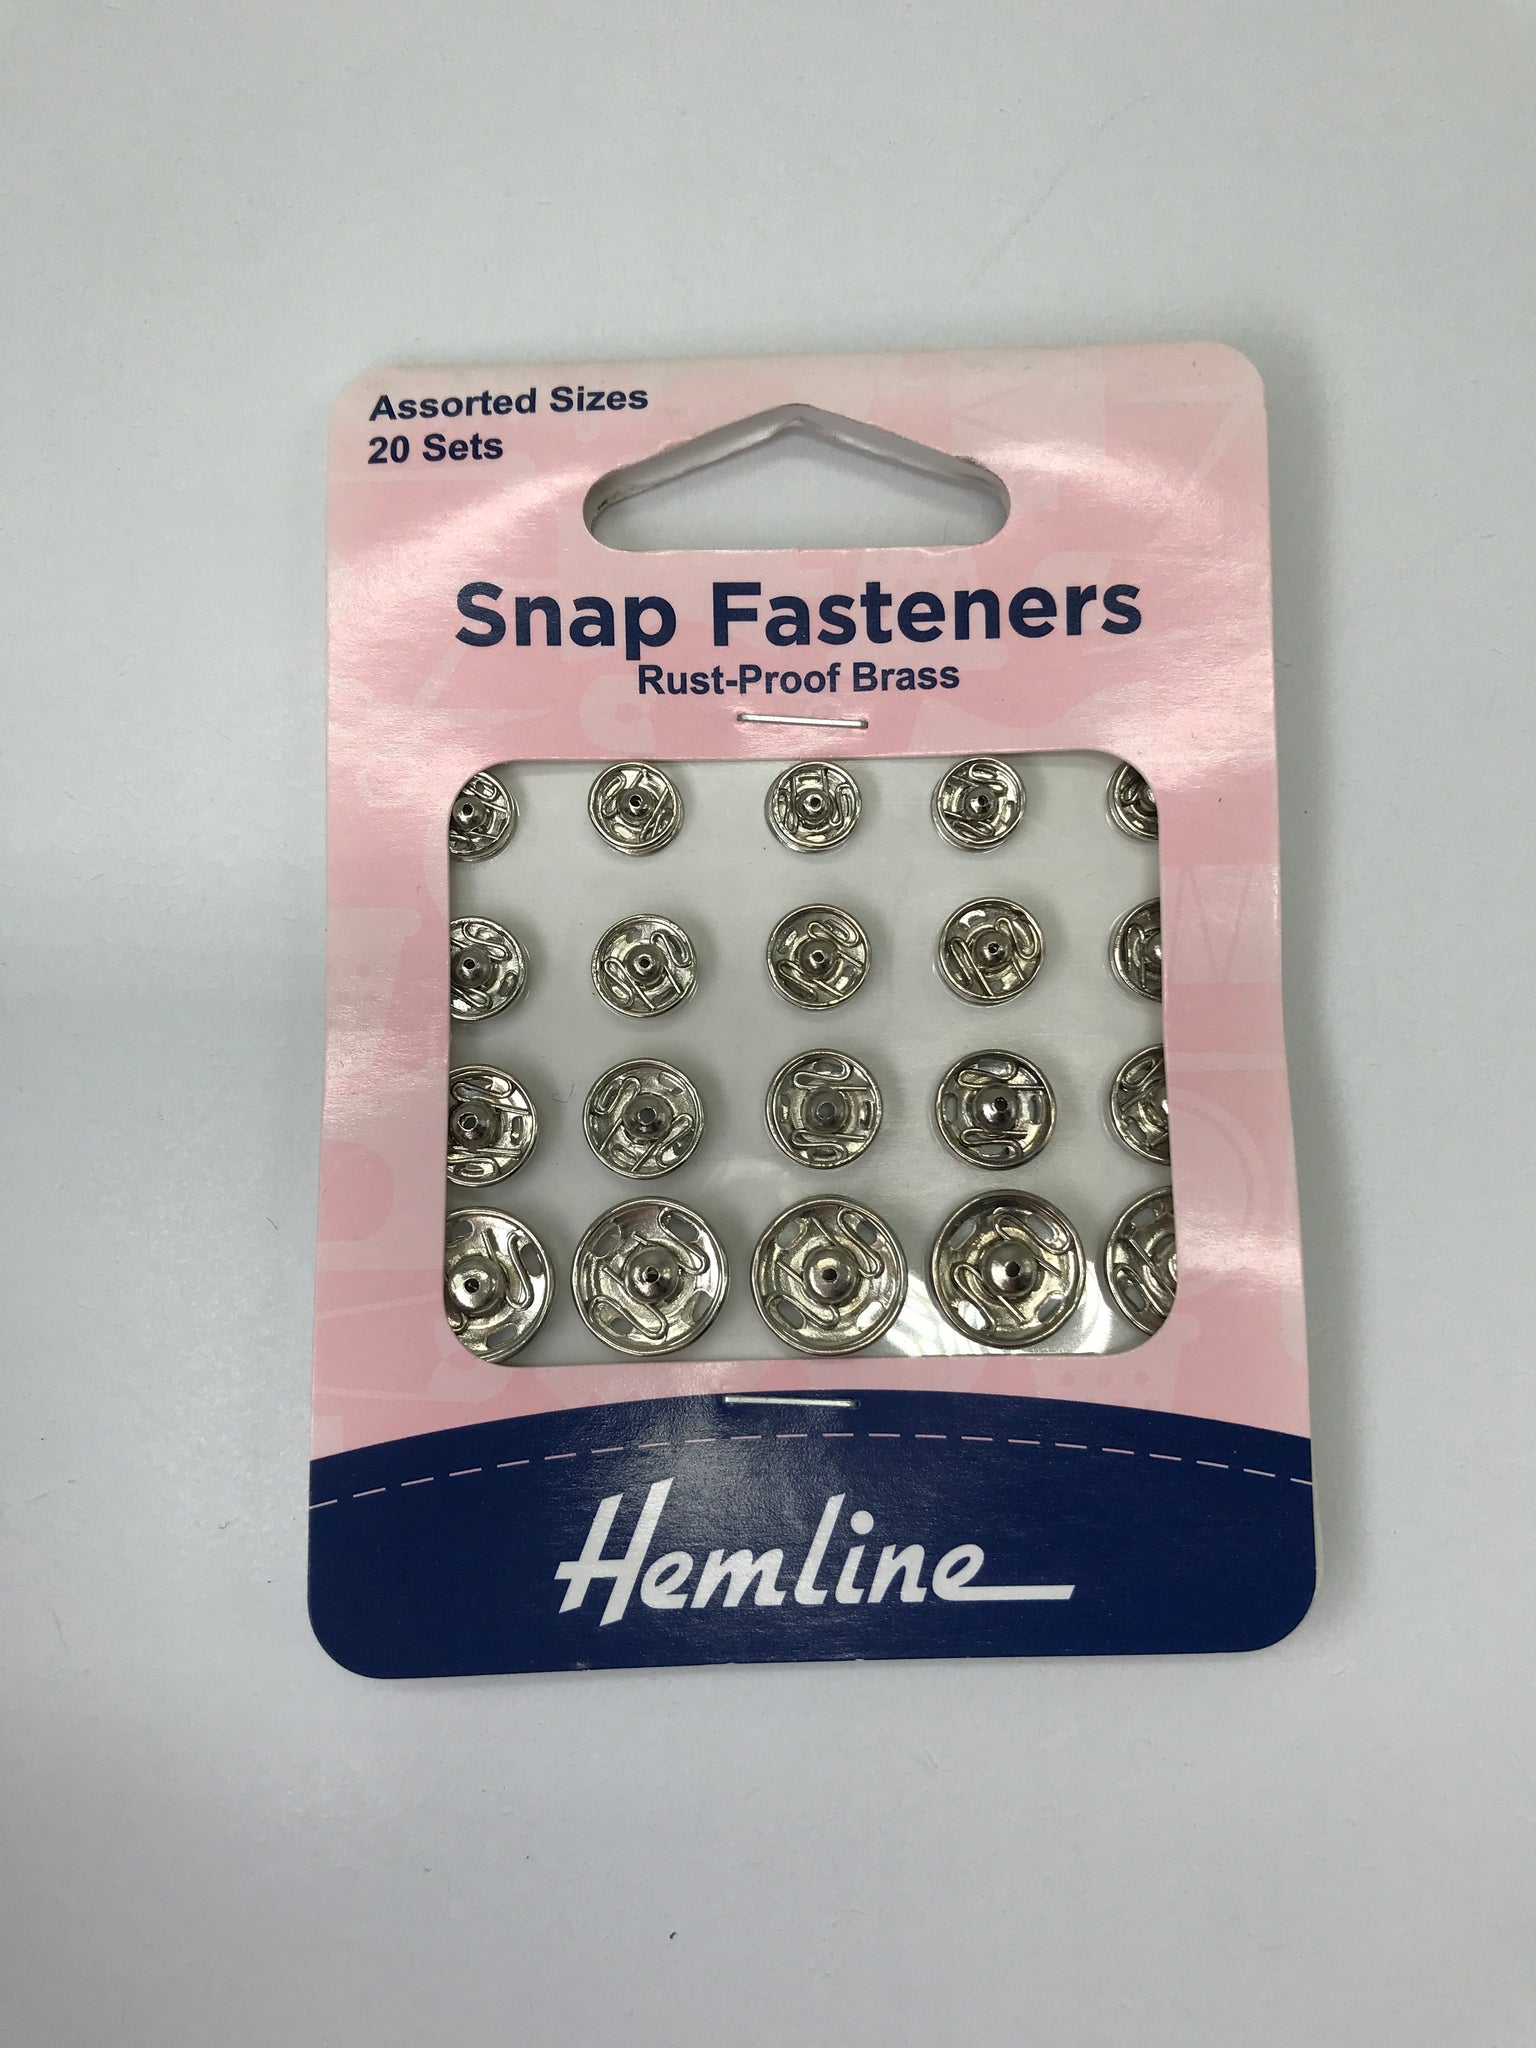 Assorted Sizes
20 Sets
Snap Fasteners
Rust-Proof Brass
Hemline